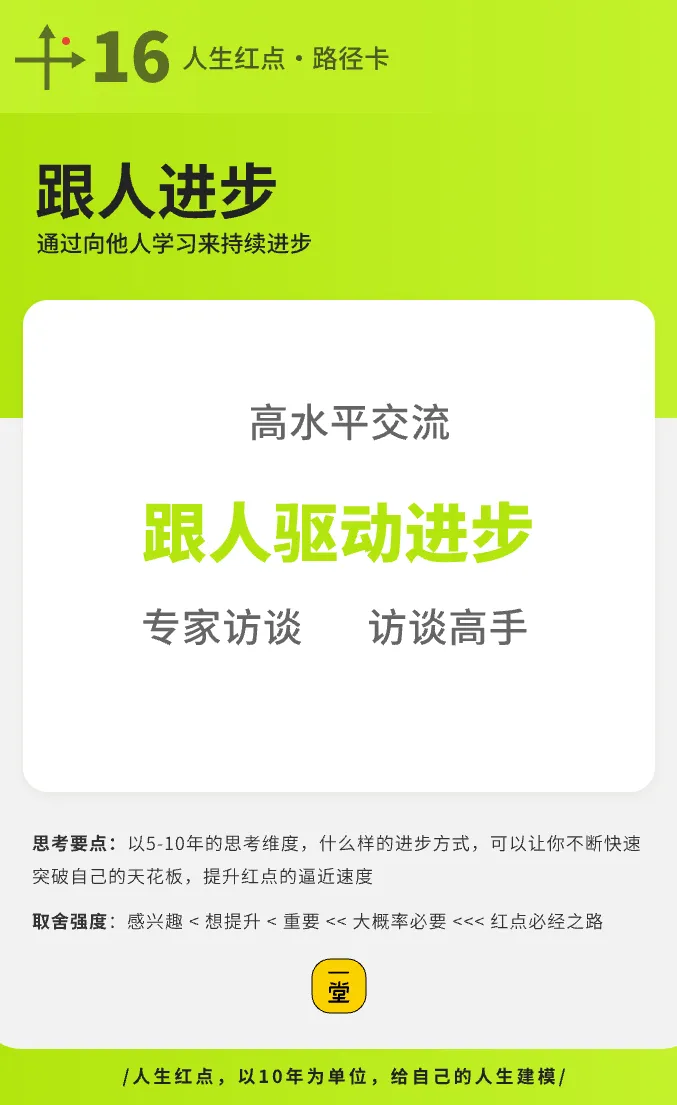 16 人生红点·路径卡
跟人进步
通过向他人学习来持续进步
高水平交流
跟人驱动进步
专家访谈 访谈高手
思考要点：以5-10年的思考维度，什么样的进步方式，可以让你不断快速
突破自己的天花板，提升红点的逼近速度
取舍强度：感兴趣 < 想提升 < 重要 << 大概率必要 <<< 红点必经之路
一
堂
/人生红点，以10年为单位，给自己的人生建模/